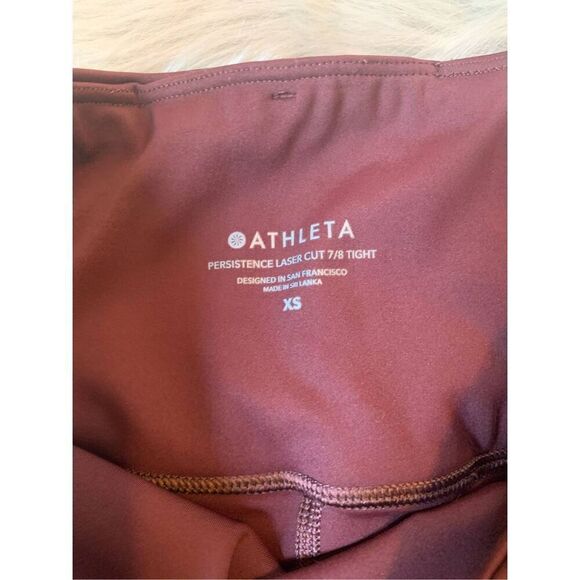 ATHLETA
PERSISTENCE LASER CUT 7/8 TIGHT
DESIGNED IN SAN FRANCISCO
MADE IN SRI LANKA
XS